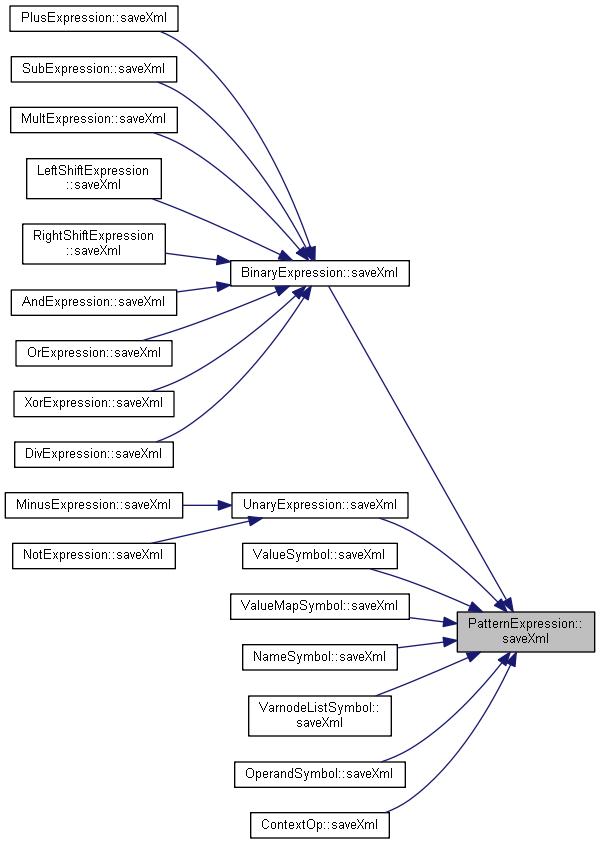 PlusExpression::saveXml
SubExpression::saveXml
MultExpression::saveXml
LeftShiftExpression
::saveXml
RightShiftExpression
::saveXml
BinaryExpression::saveXml
AndExpression::saveXml
OrExpression::saveXml
XorExpression::saveXml
DivExpression::saveXml
MinusExpression::saveXml
UnaryExpression::saveXml
NotExpression::saveXml
ValueSymbol::saveXml
ValueMapSymbol::saveXml
PatternExpression::
saveXml
NameSymbol::saveXml
VarnodeListSymbol::
saveXml
OperandSymbol::saveXml
ContextOp::saveXml